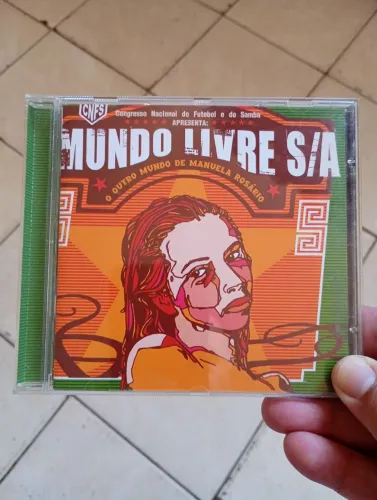 CNFS
Congresso Nacional do Futebol e do Samba
APRESENTA:
MUNDO LIVRE S/A
O OUTRO MUNDO DE MANUELA ROSÁRIO